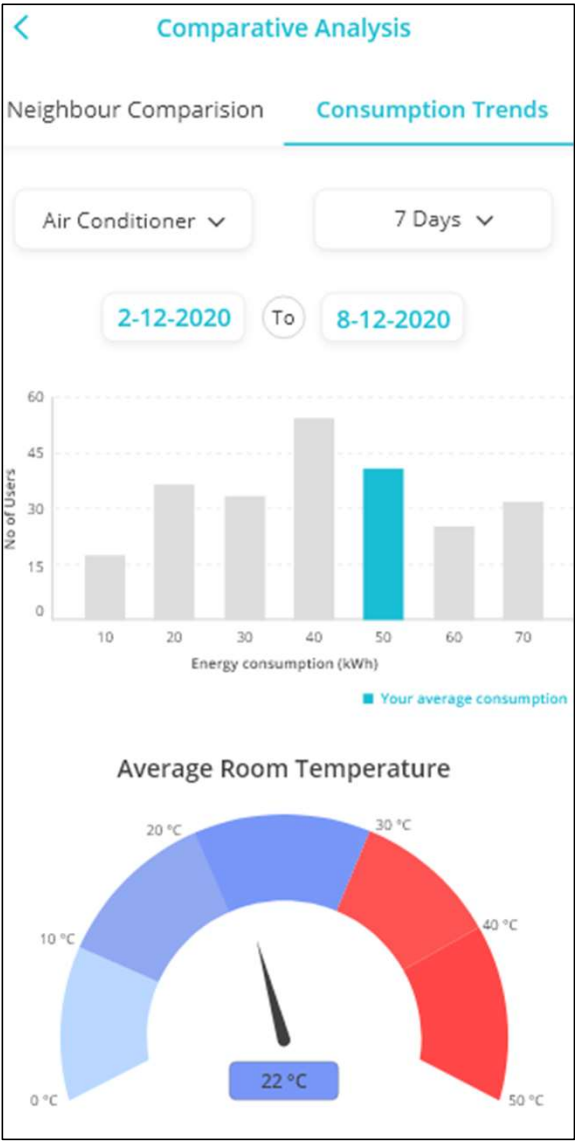 Comparative Analysis
Neighbour Comparision
Consumption Trends
Air Conditioner
7 Days
2-12-2020 To 8-12-2020
60
45
30
15
0
No of Users
10 20 30 40 50 60 70
Energy consumption (kWh)
Your average consumption
Average Room Temperature
20 °C
30 °C
10 °C
40 °C
22 °C
0 °C
50 °C